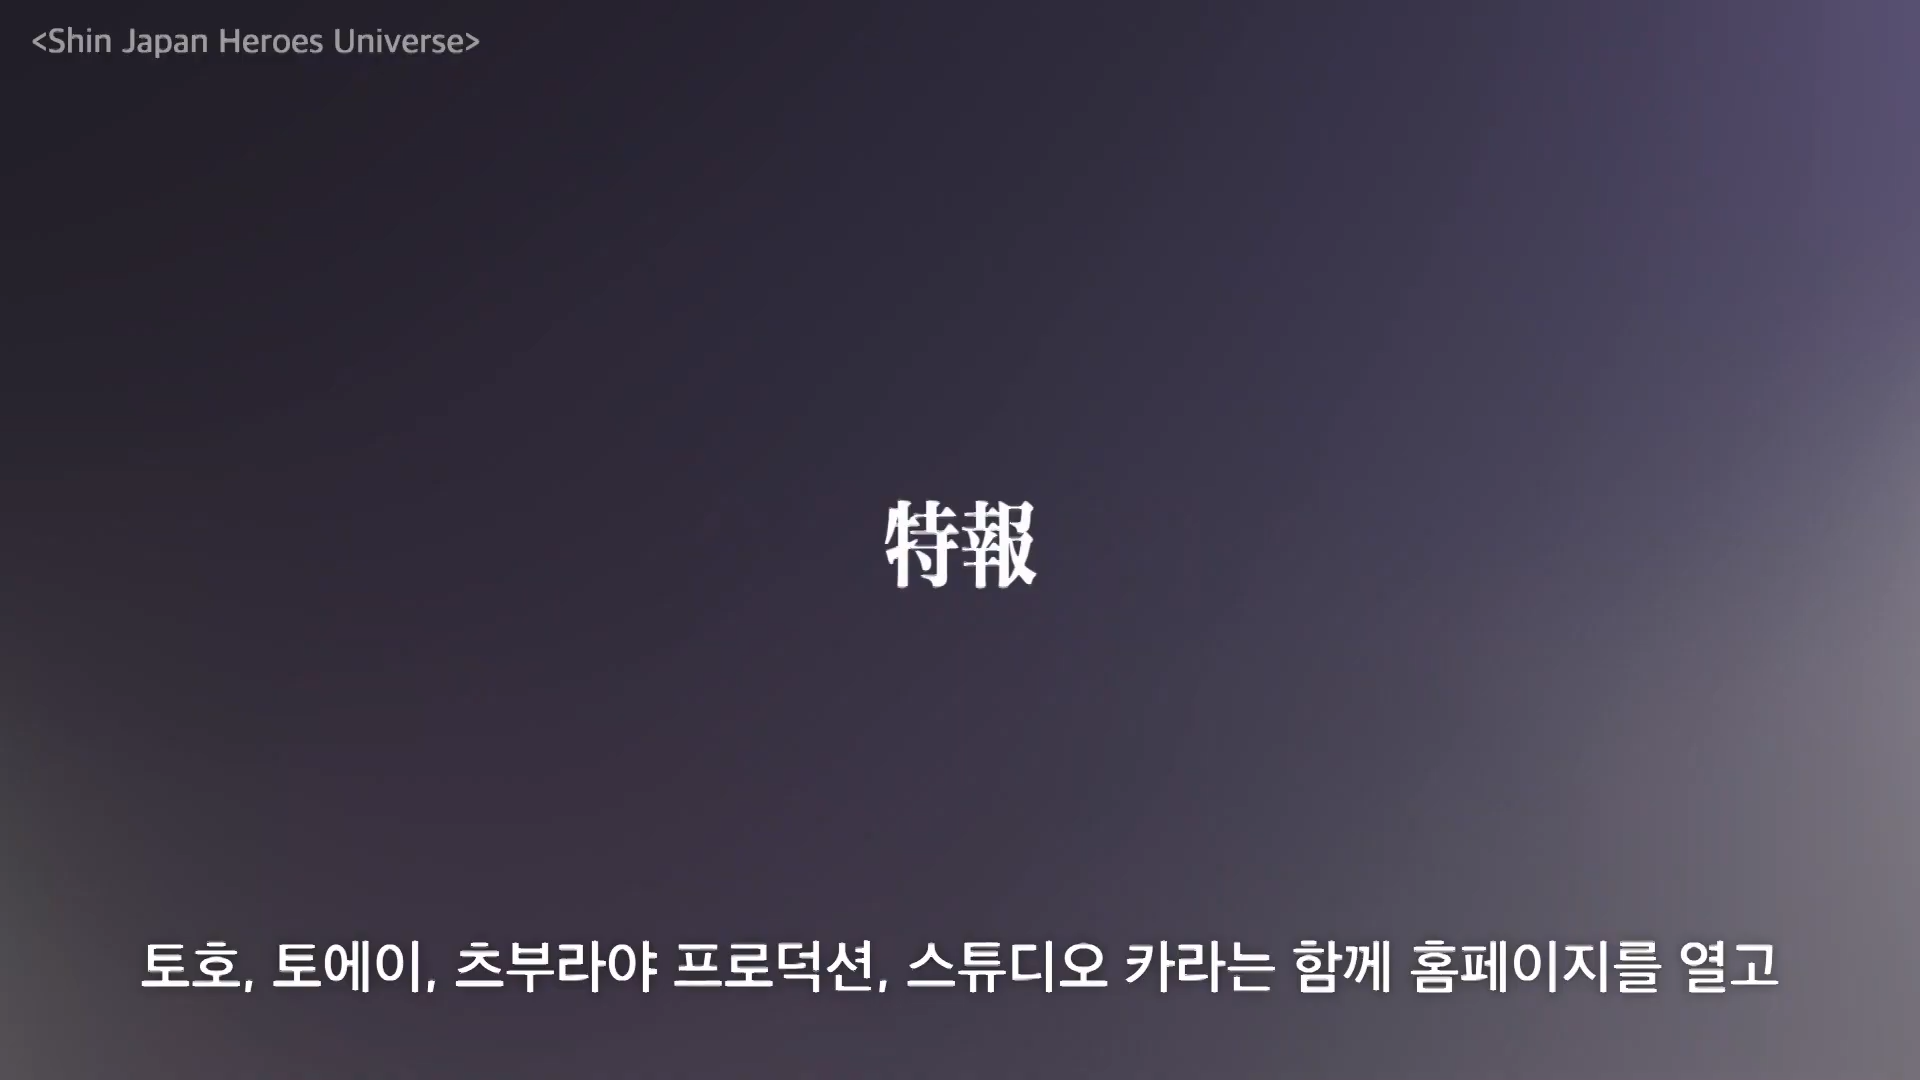 <Shin Japan Heroes Universe>
特報
토호, 토에이, 츠부라야 프로덕션, 스튜디오 카라는 함께 홈페이지를 열고